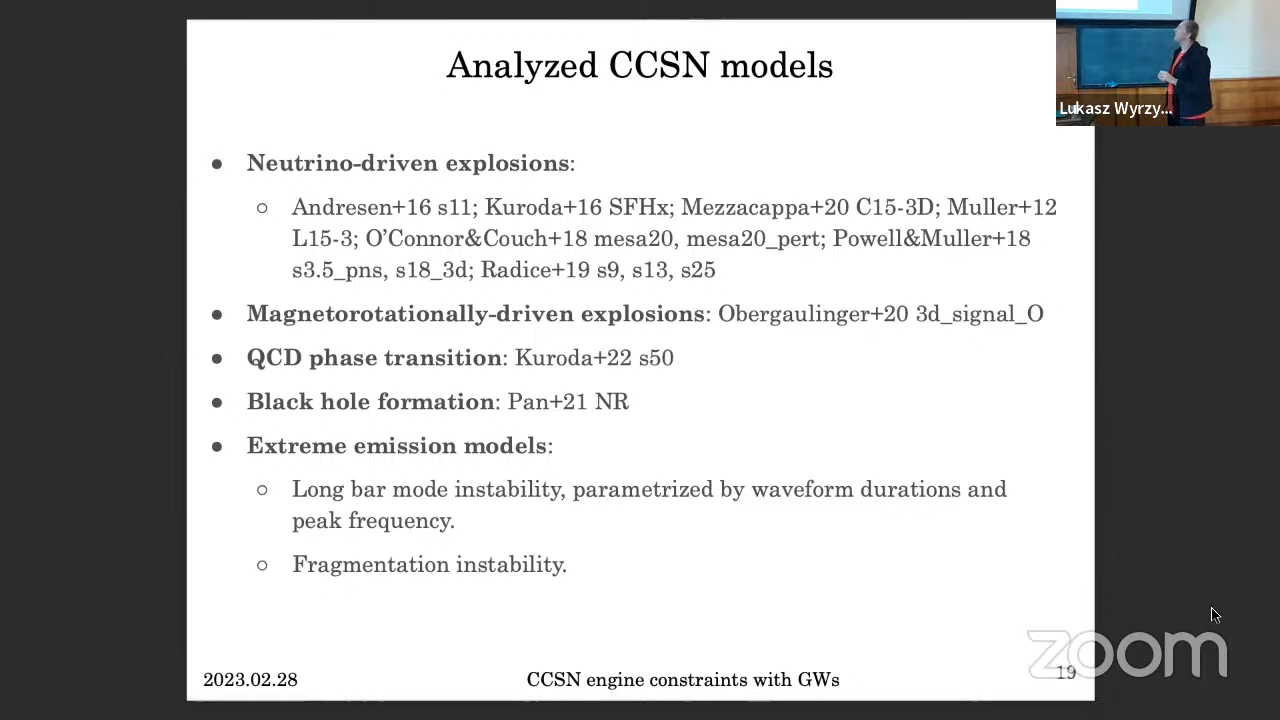 Analyzed CCSN models
Lukasz Wyrzy...
● Neutrino-driven explosions:
○ Andresen+16 s11; Kuroda+16 SFHx; Mezzacappa+20 C15-3D; Muller+12
L15-3; O’Connor&Couch+18 mesa20, mesa20_pert; Powell&Muller+18
s3.5_pns, s18_3d; Radice+19 s9, s13, s25
● Magnetorotationally-driven explosions: Obergaulinger+20 3d_signal_O
● QCD phase transition: Kuroda+22 s50
● Black hole formation: Pan+21 NR
● Extreme emission models:
○ Long bar mode instability, parametrized by waveform durations and
peak frequency.
○ Fragmentation instability.
zoom
2023.02.28 CCSN engine constraints with GWs 19